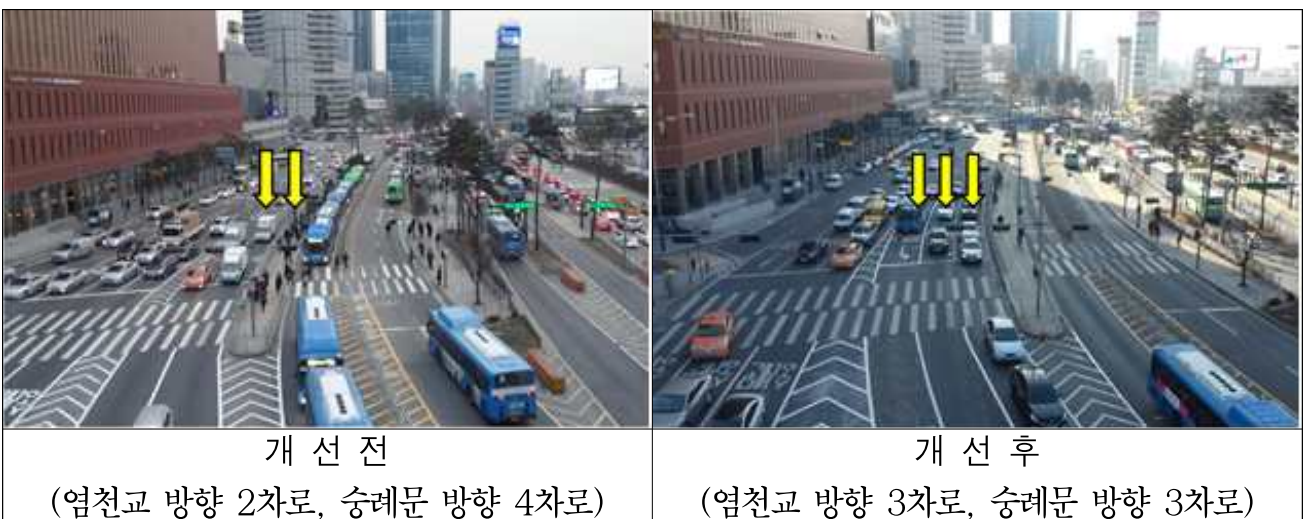 개 선 전
(염천교 방향 2차로, 숭례문 방향 4차로)
개 선 후
(염천교 방향 3차로, 숭례문 방향 3차로)